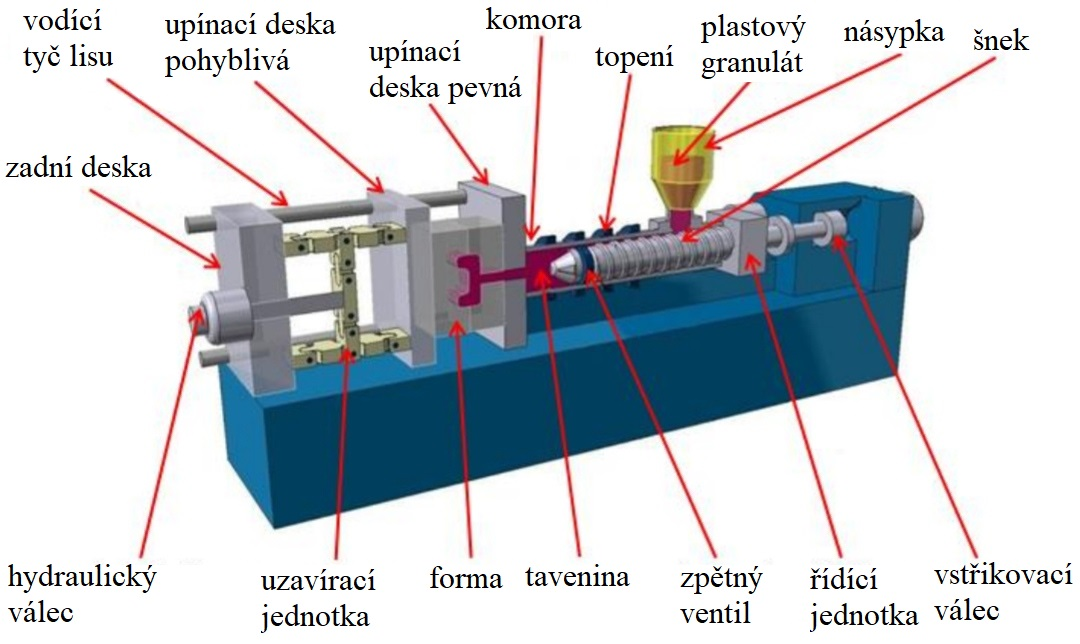 vodící
tyč lisu
upínací deska
pohyblivá
upínací
deska pevná
komora
topení
plastový
granulát
násypka
šnek
zadní deska
hydraulický
válec
uzavírací
jednotka
forma
tavenina
zpětný
ventil
řídící
jednotka
vstřikovací
válec